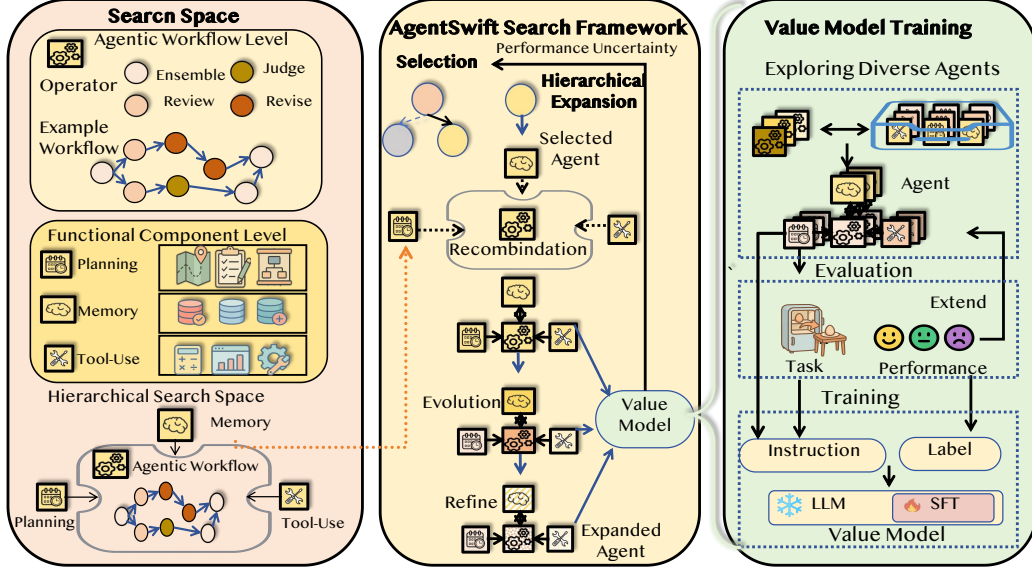 Search Space
Agentic Workflow Level
Operator
Ensemble
Judge
Review
Revise
Example
Workflow
Functional Component Level
Planning
Memory
Tool-Use
Hierarchical Search Space
Memory
Agentic Workflow
Planning
Tool-Use
AgentSwift Search Framework
Performance Uncertainty
Selection
Hierarchical
Expansion
Selected
Agent
Recombindation
Evolution
Value
Model
Refine
Expanded
Agent
Value Model Training
Exploring Diverse Agents
Agent
Evaluation
Extend
Task
Performance
Training
Instruction
Label
LLM
SFT
Value Model